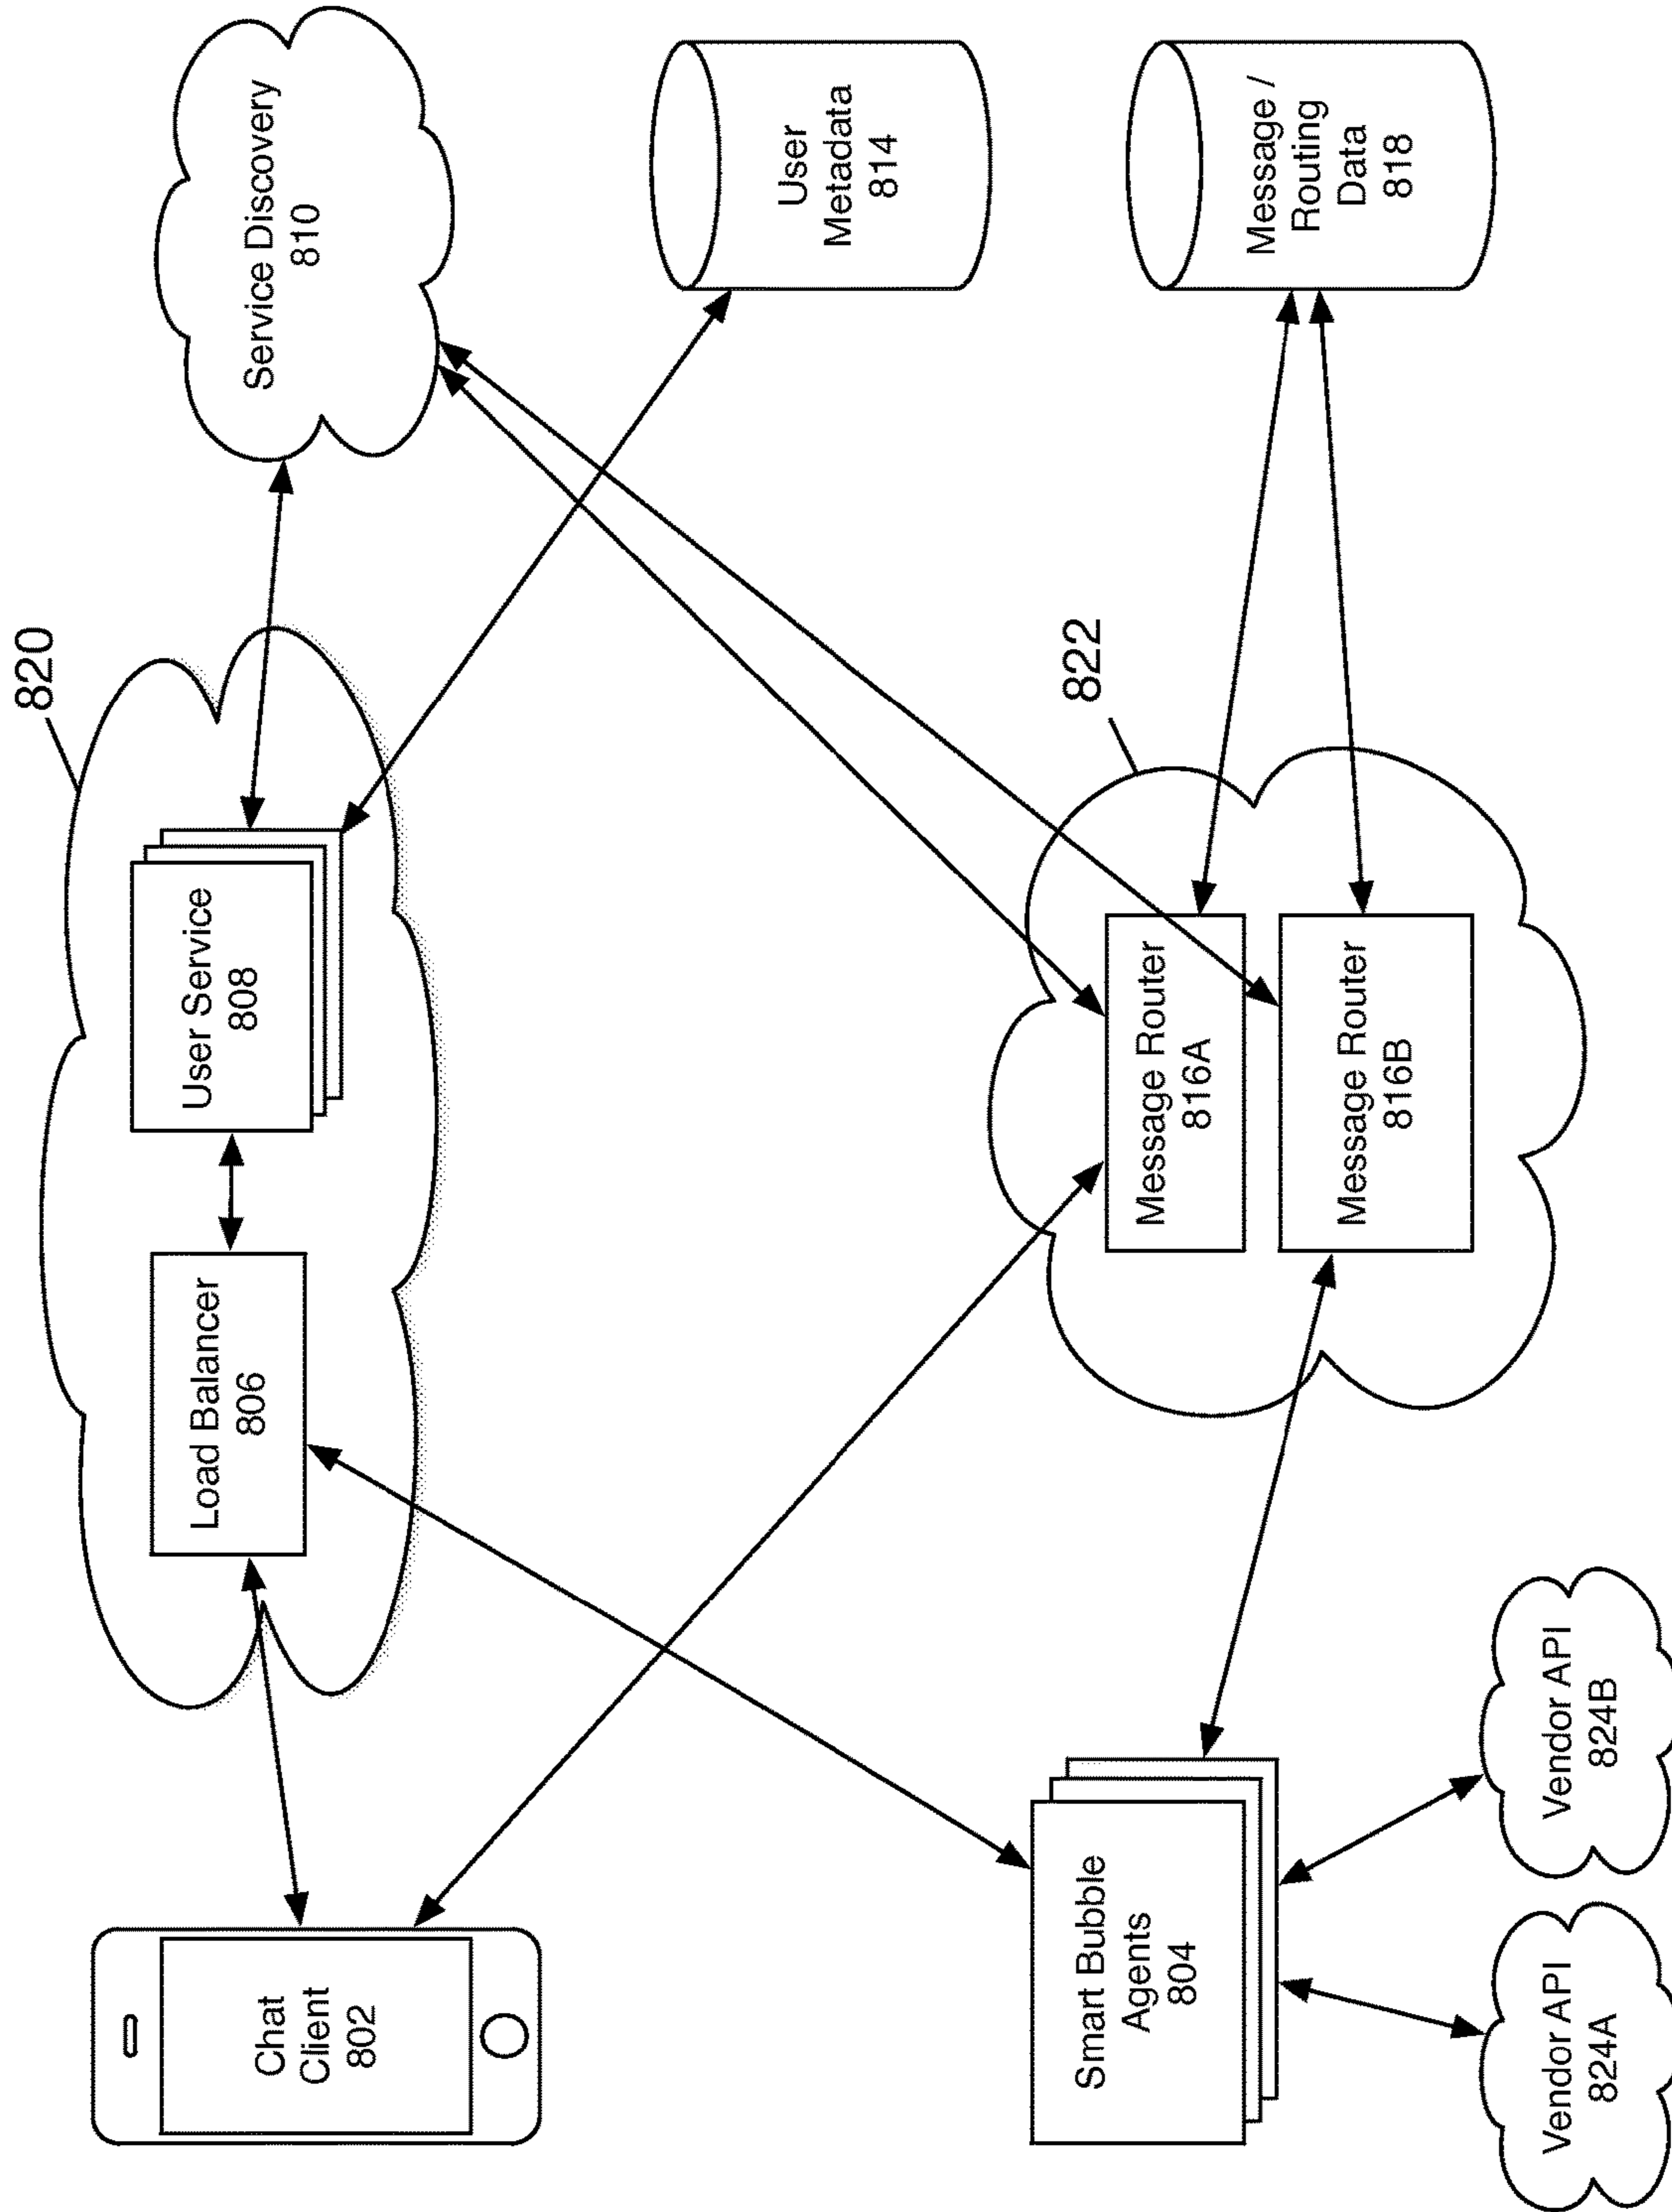 820
Chat
Client
802
Load Balancer
806
User Service
808
Service Discovery
810
User
Metadata
814
822
Message Router
816A
Message Router
816B
Message /
Routing
Data
818
Smart Bubble
Agents
804
Vendor API
824A
Vendor API
824B